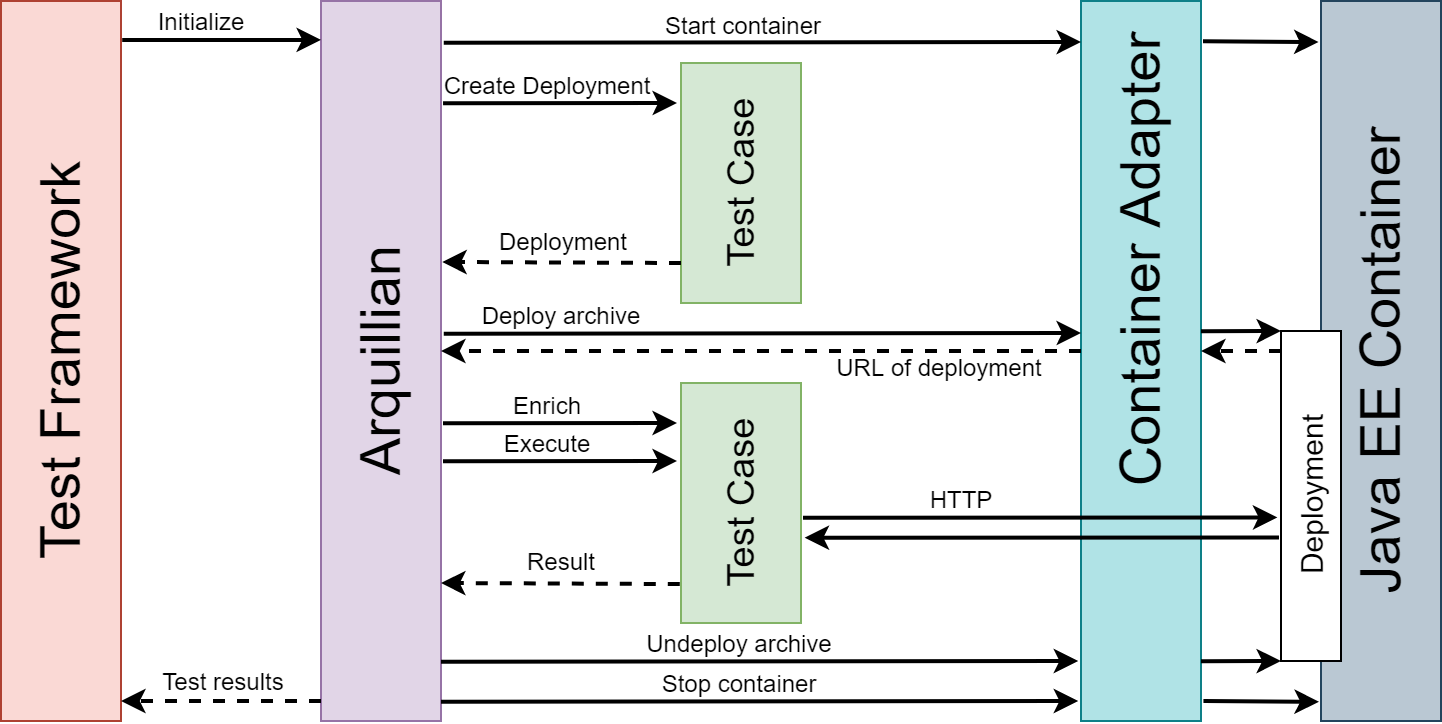 Test Framework
Initialize
Arquillian
Start container
Container Adapter
Java EE Container
Create Deployment
Test Case
Deployment
Deploy archive
URL of deployment
Enrich
Execute
Test Case
HTTP
Deployment
Result
Undeploy archive
Test results
Stop container